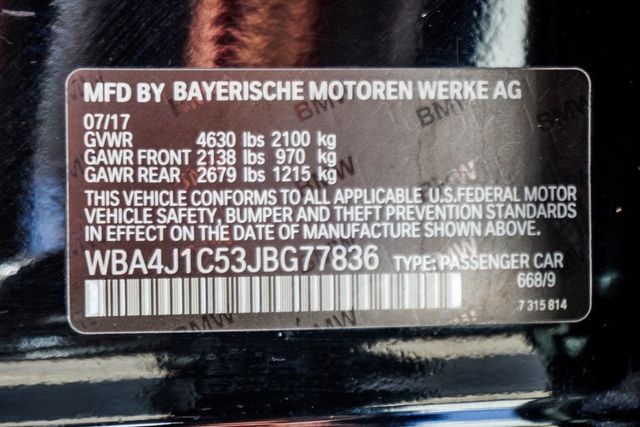 MFD BY BAYERISCHE MOTOREN WERKE AG
07/17
GVWR 4630 lbs 2100 kg
GAWR FRONT 2138 lbs 970 kg
GAWR REAR 2679 lbs 1215 kg
THIS VEHICLE CONFORMS TO ALL APPLICABLE U.S.FEDERAL MOTOR
VEHICLE SAFETY, BUMPER AND THEFT PREVENTION STANDARDS
IN EFFECT ON THE DATE OF MANUFACTURE SHOWN ABOVE.
WBA4J1C53JBG77836 TYPE: PASSENGER CAR
668/9
7 315 814